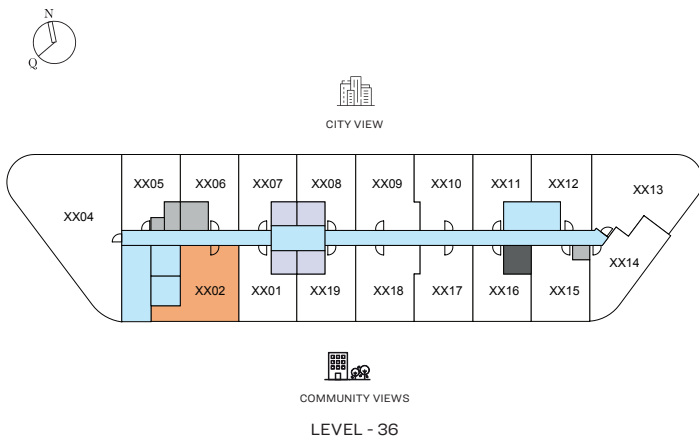 N
Q
CITY VIEW
XX05 XX06 XX07 XX08 XX09 XX10 XX11 XX12 XX13
XX04
XX14
XX02 XX01 XX19 XX18 XX17 XX16 XX15
COMMUNITY VIEWS
LEVEL - 36